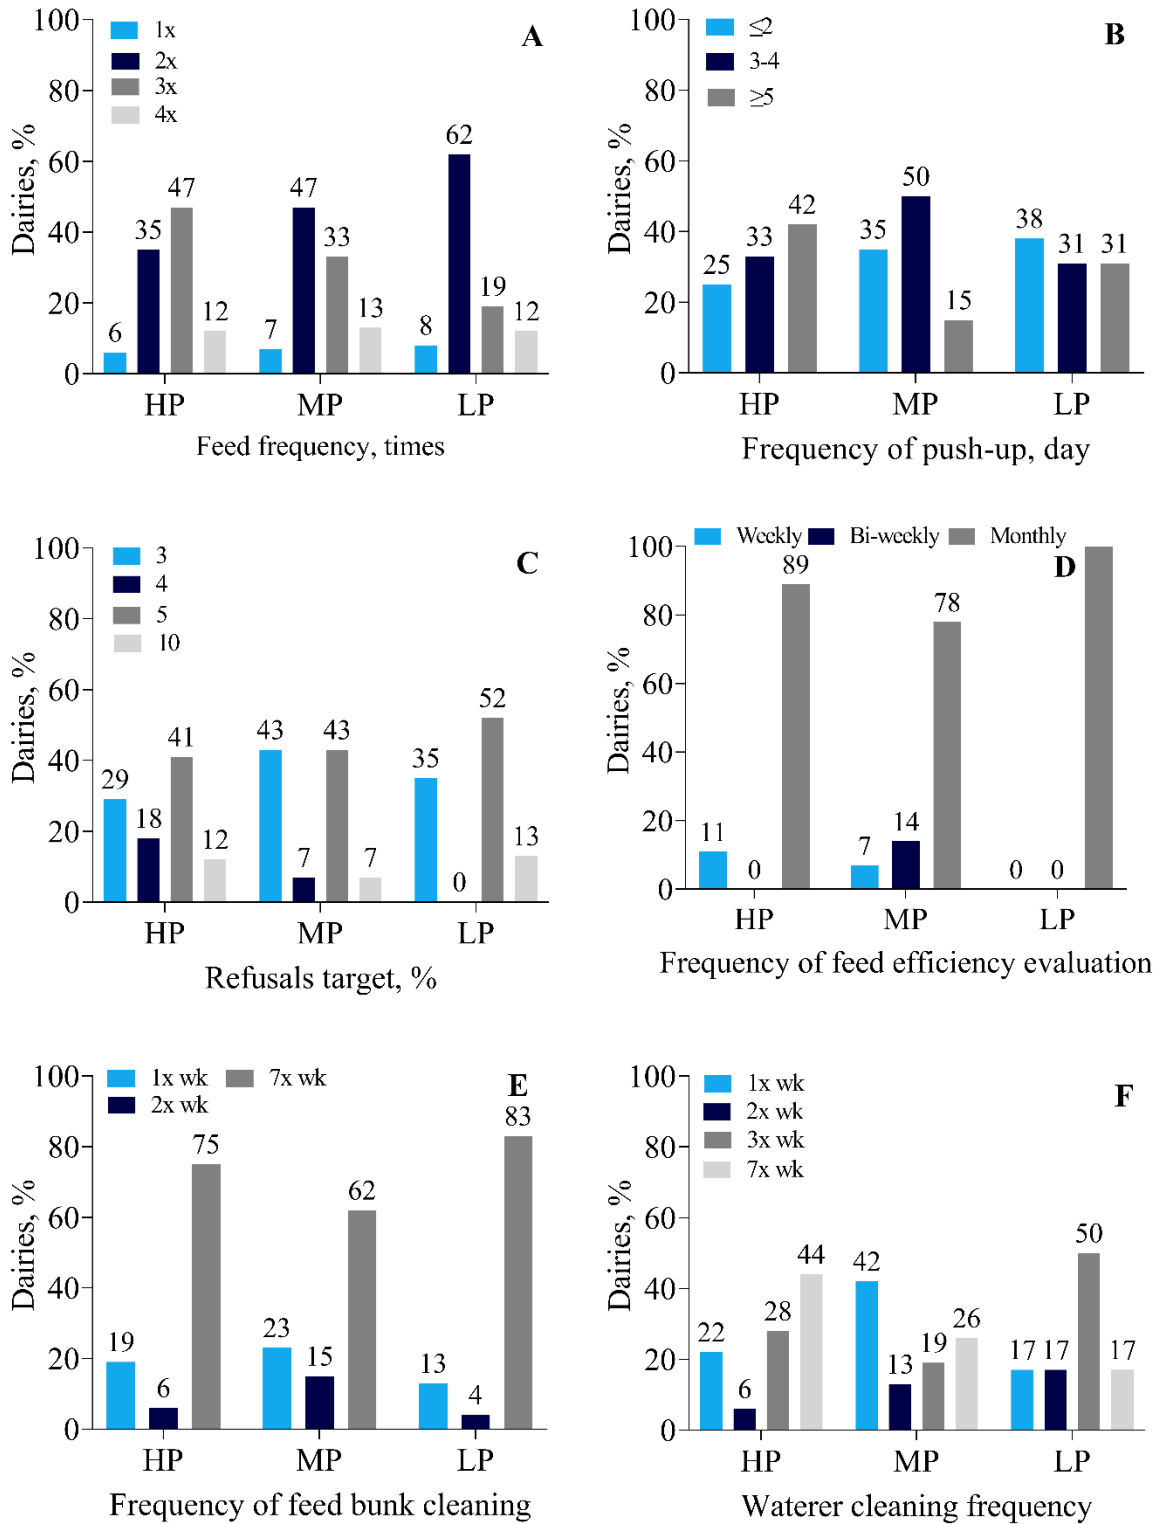 A
1x
2x
3x
4x
Dairies, %
100
80
60
40
20
0
6 35 47 12
7 47 33 13
8 62 19 12
HP MP LP
Feed frequency, times
B
≤2
3-4
≥5
Dairies, %
100
80
60
40
20
0
25 33 42
35 50 15
38 31 31
HP MP LP
Frequency of push-up, day
C
3
4
5
10
Dairies, %
100
80
60
40
20
0
29 18 41 12
43 7 43 7
35 0 52 13
HP MP LP
Refusals target, %
Weekly Bi-weekly Monthly
D
Dairies, %
100
80
60
40
20
0
11 0 89
7 14 78
0 0
HP MP LP
Frequency of feed efficiency evaluation
1x wk 7x wk
2x wk
E
Dairies, %
100
80
60
40
20
0
19 6 75
23 15 62
13 4 83
HP MP LP
Frequency of feed bunk cleaning
F
1x wk
2x wk
3x wk
7x wk
Dairies, %
100
80
60
40
20
0
22 6 28 44
42 13 19 26
17 17 50 17
HP MP LP
Waterer cleaning frequency